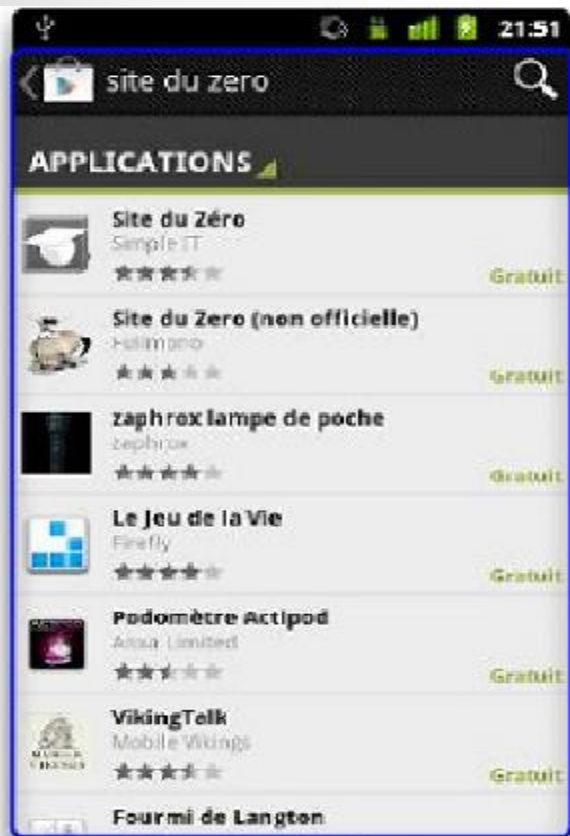 21:51
site du zero
APPLICATIONS
Site du Zéro
Simple IT
Gratuit
Site du Zero (non officielle)
Gratuit
zaphrox lampe de poche
zaphrox
Gratuit
Le Jeu de la Vie
Firefly
Gratuit
Podomètre Actipod
Limited
Gratuit
VikingTalk
Mobile Vikings
Gratuit
Fourmi de Langton